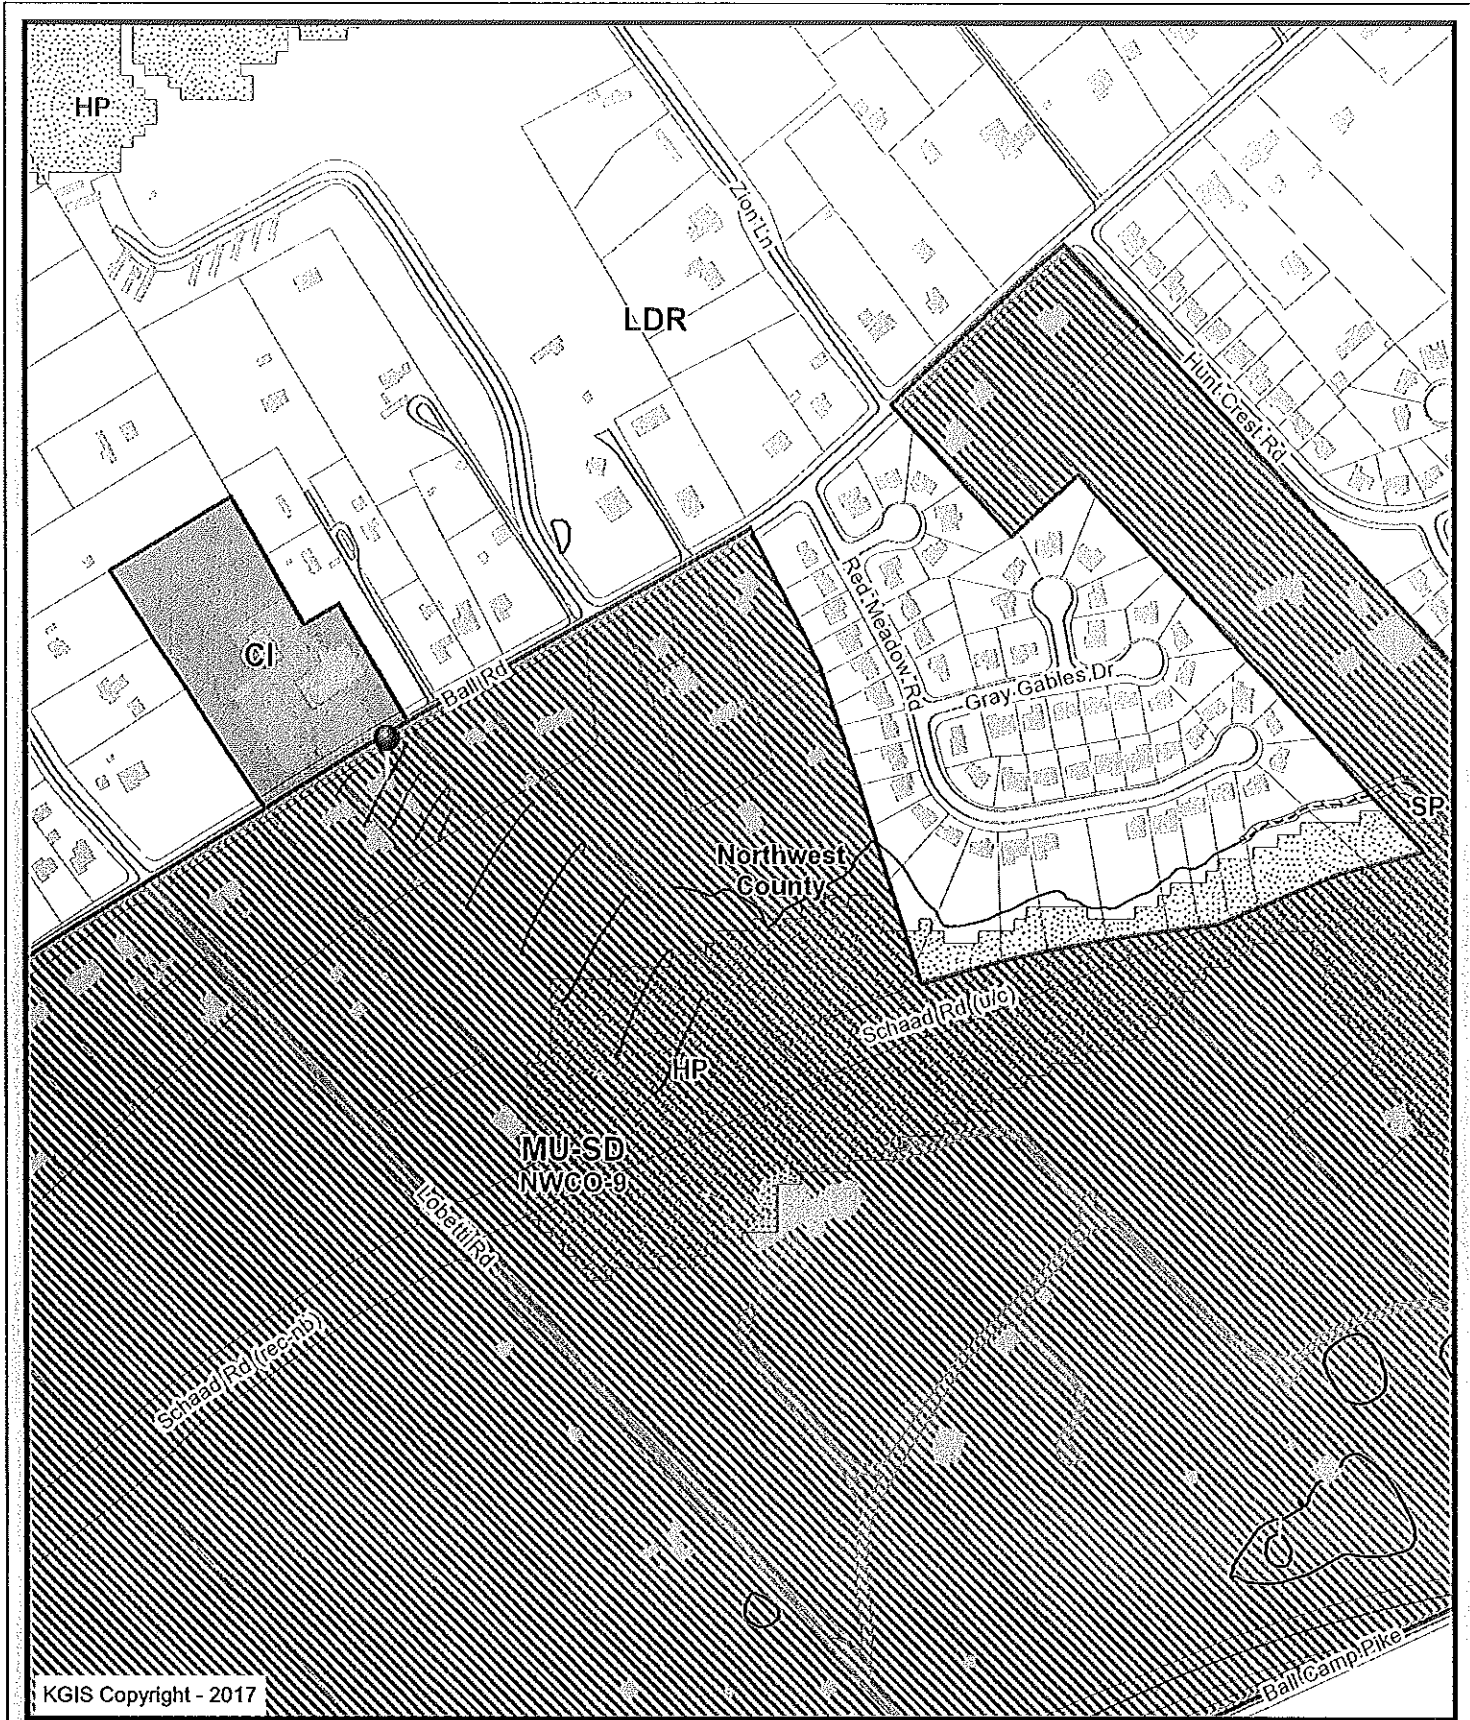 HP
Zion Ln
LDR
Hunt Crest Rd
CI
Ball Rd
Red Meadow Rd
Gray Gables Dr
SP
Northwest
County
Schaad Rd (u/c)
HP
MU-SD
NWCO-9
Lobetti Rd
Schaad Rd (rec-nb)
Ball Camp Pike
KGIS Copyright - 2017